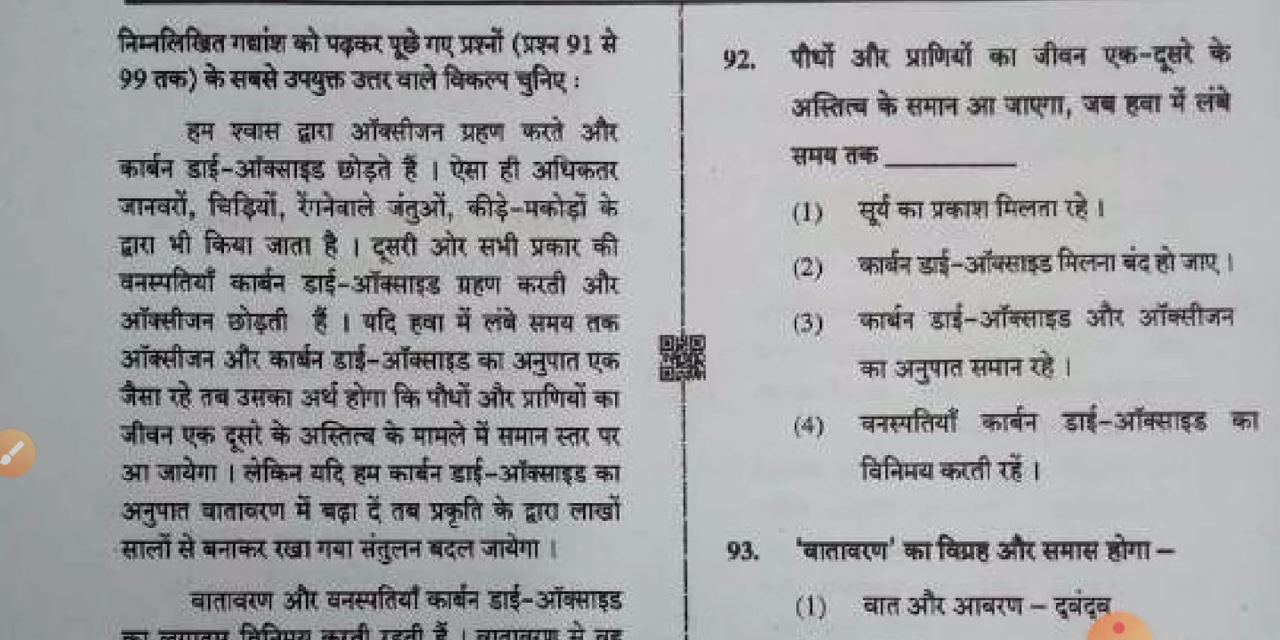 निम्नलिखित गद्यांश को पढ़कर पूछे गए प्रश्नों (प्रश्न 91 से
99 तक) के सबसे उपयुक्त उत्तर वाले विकल्प चुनिए :
हम श्वास द्वारा ऑक्सीजन ग्रहण करते और
कार्बन डाई-ऑक्साइड छोड़ते हैं । ऐसा ही अधिकतर
जानवरों, चिड़ियों, रेंगनेवाले जंतुओं, कीड़े-मकोड़ों के
द्वारा भी किया जाता है । दूसरी ओर सभी प्रकार की
वनस्पतियाँ कार्बन डाई-ऑक्साइड ग्रहण करती और
ऑक्सीजन छोड़ती हैं । यदि हवा में लंबे समय तक
ऑक्सीजन और कार्बन डाई-ऑक्साइड का अनुपात एक
जैसा रहे तब उसका अर्थ होगा कि पौधों और प्राणियों का
जीवन एक दूसरे के अस्तित्व के मामले में समान स्तर पर
आ जायेगा । लेकिन यदि हम कार्बन डाई-ऑक्साइड का
अनुपात वातावरण में बढ़ा दें तब प्रकृति के द्वारा लाखों
सालों से बनाकर रखा गया संतुलन बदल जायेगा ।
वातावरण और वनस्पतियाँ कार्बन डाई-ऑक्साइड
का लगातार विनिमय करती रहती हैं । वातावरण से वह
92. पौधों और प्राणियों का जीवन एक-दूसरे के
अस्तित्व के समान आ जाएगा, जब हवा में लंबे
समय तक ________
(1) सूर्य का प्रकाश मिलता रहे ।
(2) कार्बन डाई-ऑक्साइड मिलना बंद हो जाए ।
(3) कार्बन डाई-ऑक्साइड और ऑक्सीजन
का अनुपात समान रहे ।
(4) वनस्पतियाँ कार्बन डाई-ऑक्साइड का
विनिमय करती रहें ।
93. 'वातावरण' का विग्रह और समास होगा –
(1) वात और आवरण – द्वंद्व